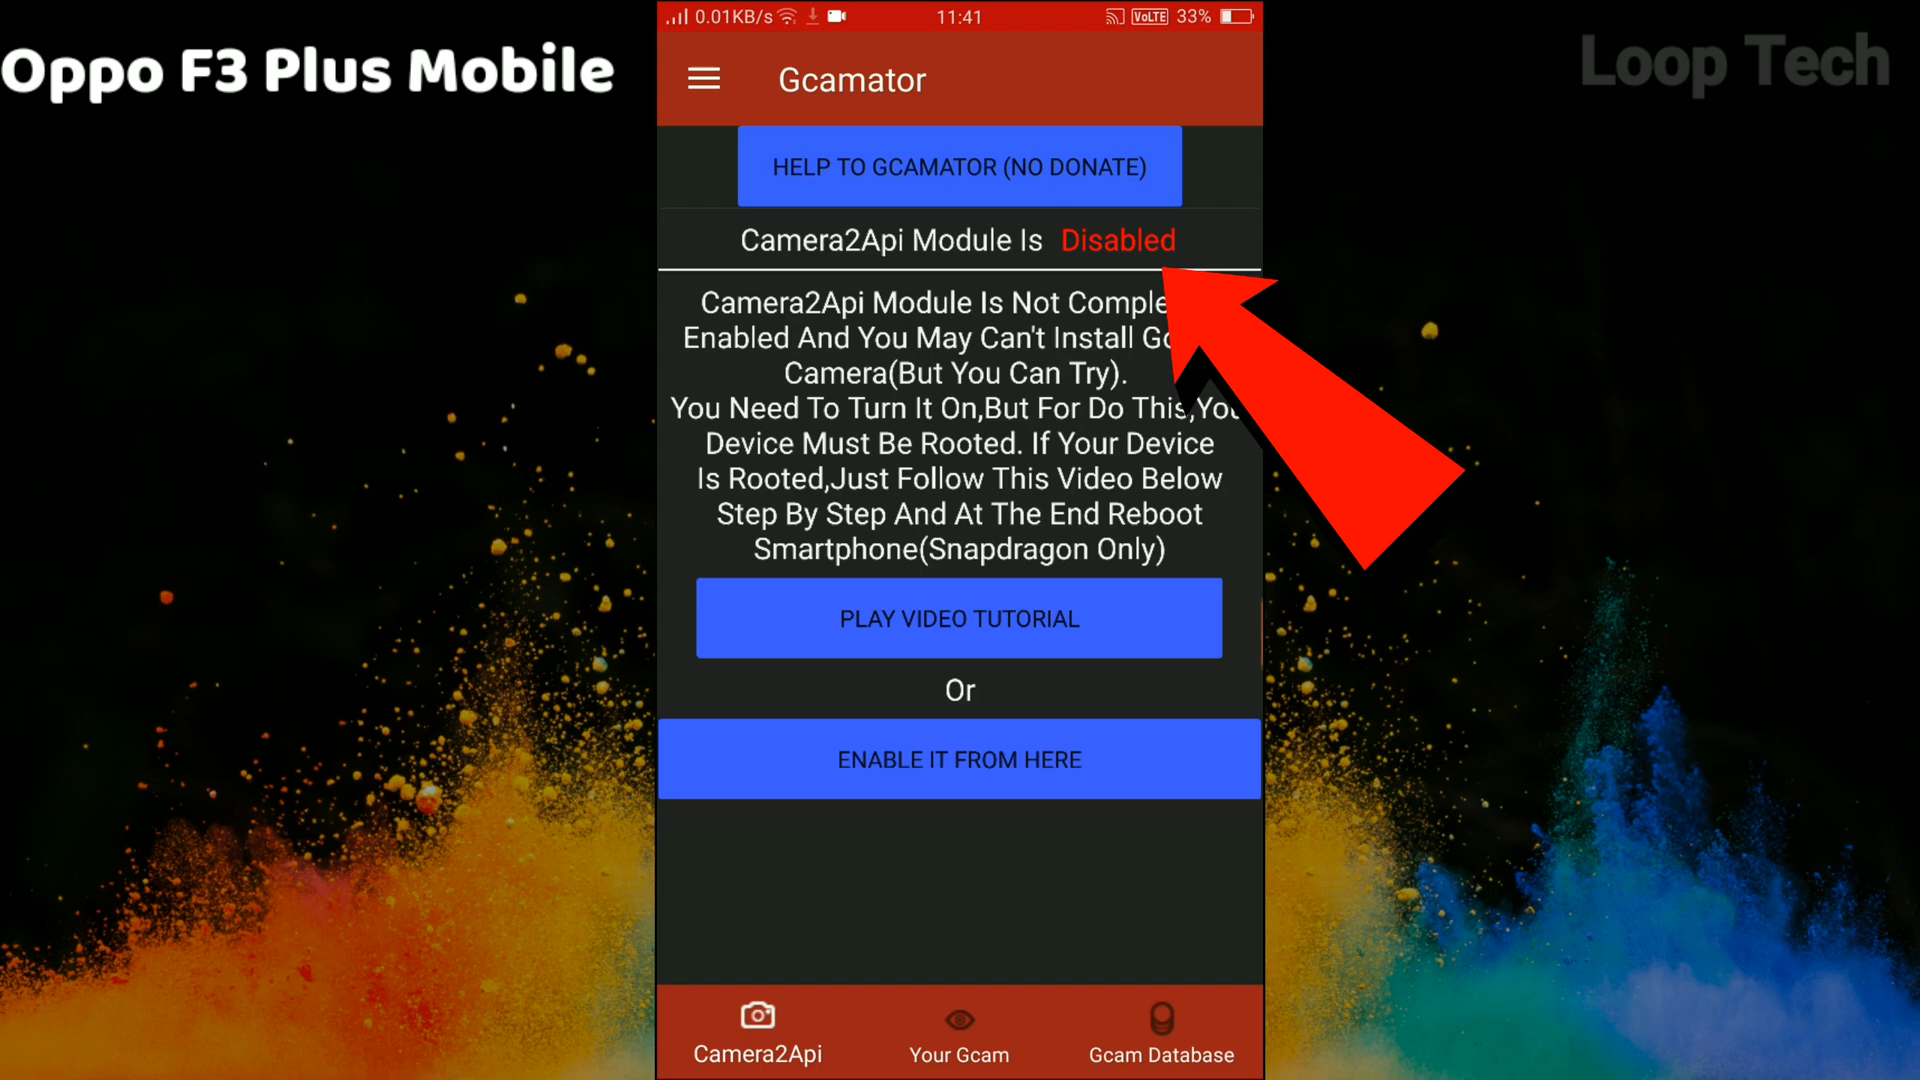 Oppo F3 Plus Mobile
Loop Tech
0.01KB/s 11:41 VoLTE 33%
Gcamator
HELP TO GCAMATOR (NO DONATE)
Camera2Api Module Is Disabled
Camera2Api Module Is Not
Enabled And You May Can't Install
Camera(But You Can Try).
You Need To Turn It On,But For Do This,
Device Must Be Rooted. If Your Device
Is Rooted,Just Follow This Video Below
Step By Step And At The End Reboot
Smartphone(Snapdragon Only)
PLAY VIDEO TUTORIAL
Or
ENABLE IT FROM HERE
Camera2Api
Your Gcam
Gcam Database